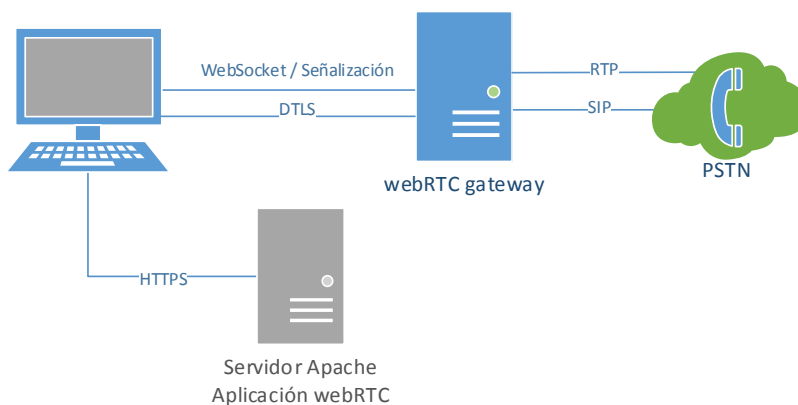 WebSocket / Señalización
DTLS
RTP
SIP
webRTC gateway
PSTN
HTTPS
Servidor Apache
Aplicación webRTC